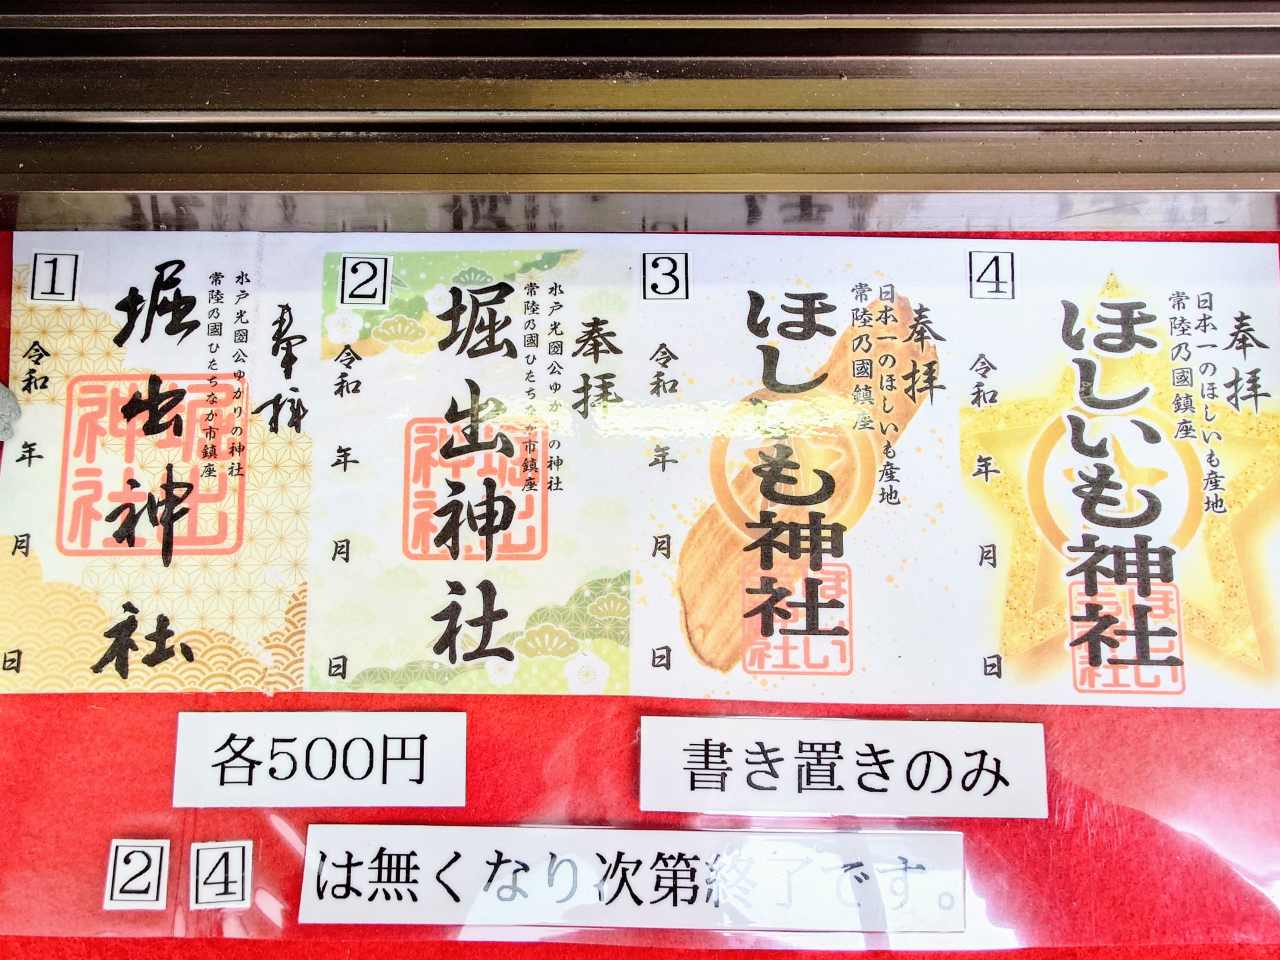 1
奉拝
水戸光圀公ゆかりの神社
常陸乃國ひたちなか市鎮座
堀出神社
令和 年 月 日
2
奉拝
水戸光圀公ゆか の神社
常陸乃國ひたちなか市鎮座
堀出神社
令和 年 月 日
3
奉拝
日本一のほしいも産地
常陸乃國鎮座
ほしいも神社
令和 年 月 日
4
奉拝
日本一のほしいも産地
常陸乃國鎮座
ほしいも神社
令和 年 月 日
各500円
書き置きのみ
2 4 は無くなり次第終了です。